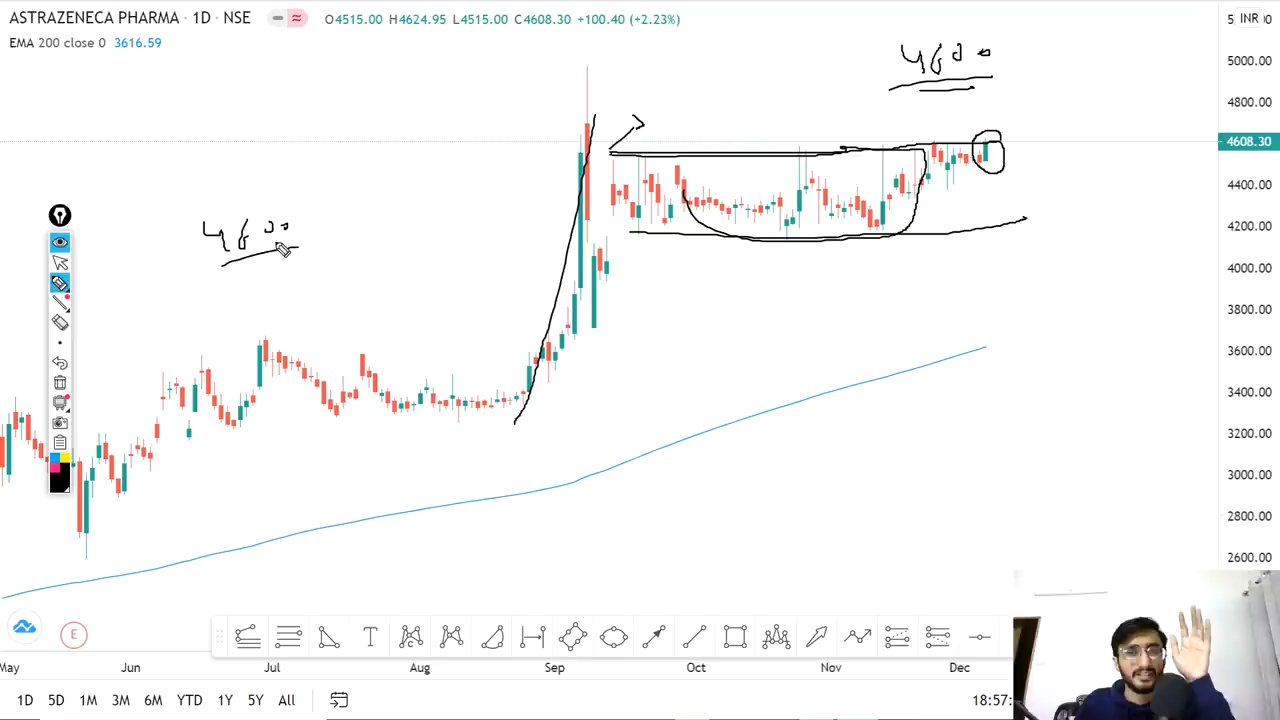 ASTRAZENECA PHARMA · 1D · NSE
O4515.00 H4624.95 L4515.00 C4608.30 +100.40 (+2.23%)
EMA 200 close 0 3616.59
INR
5000.00
4800.00
4608.30
4400.00
4200.00
4000.00
3800.00
3600.00
3400.00
3200.00
3000.00
2800.00
2600.00
4600
4600
E
T
May Jun Jul Aug Sep Oct Nov Dec
1D 5D 1M 3M 6M YTD 1Y 5Y All
18:57: